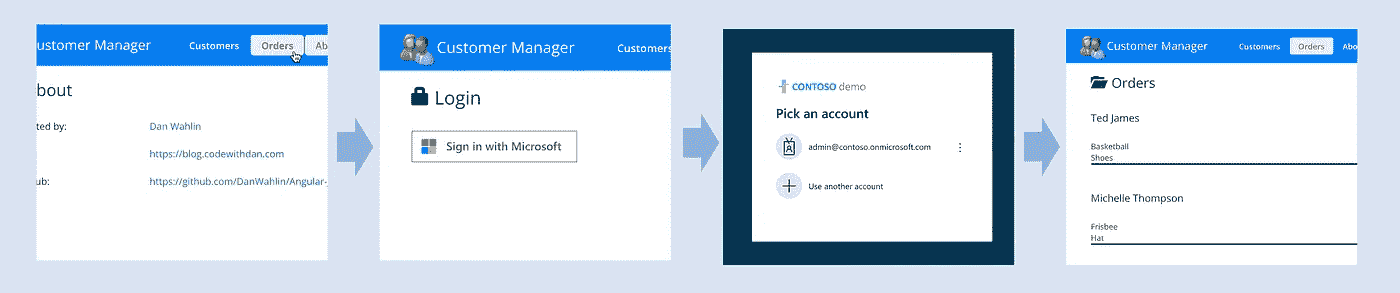 ustomer Manager Customers Orders Ab
bout
ted by: Dan Wahlin
https://blog.codewithdan.com
ub: https://github.com/DanWahlin/Angular-
Customer Manager Customers
Login
Sign in with Microsoft
CONTOSO demo
Pick an account
admin@contoso.onmicrosoft.com
Use another account
Customer Manager Customers Orders Abo
Orders
Ted James
Basketball
Shoes
Michelle Thompson
Frisbee
Hat